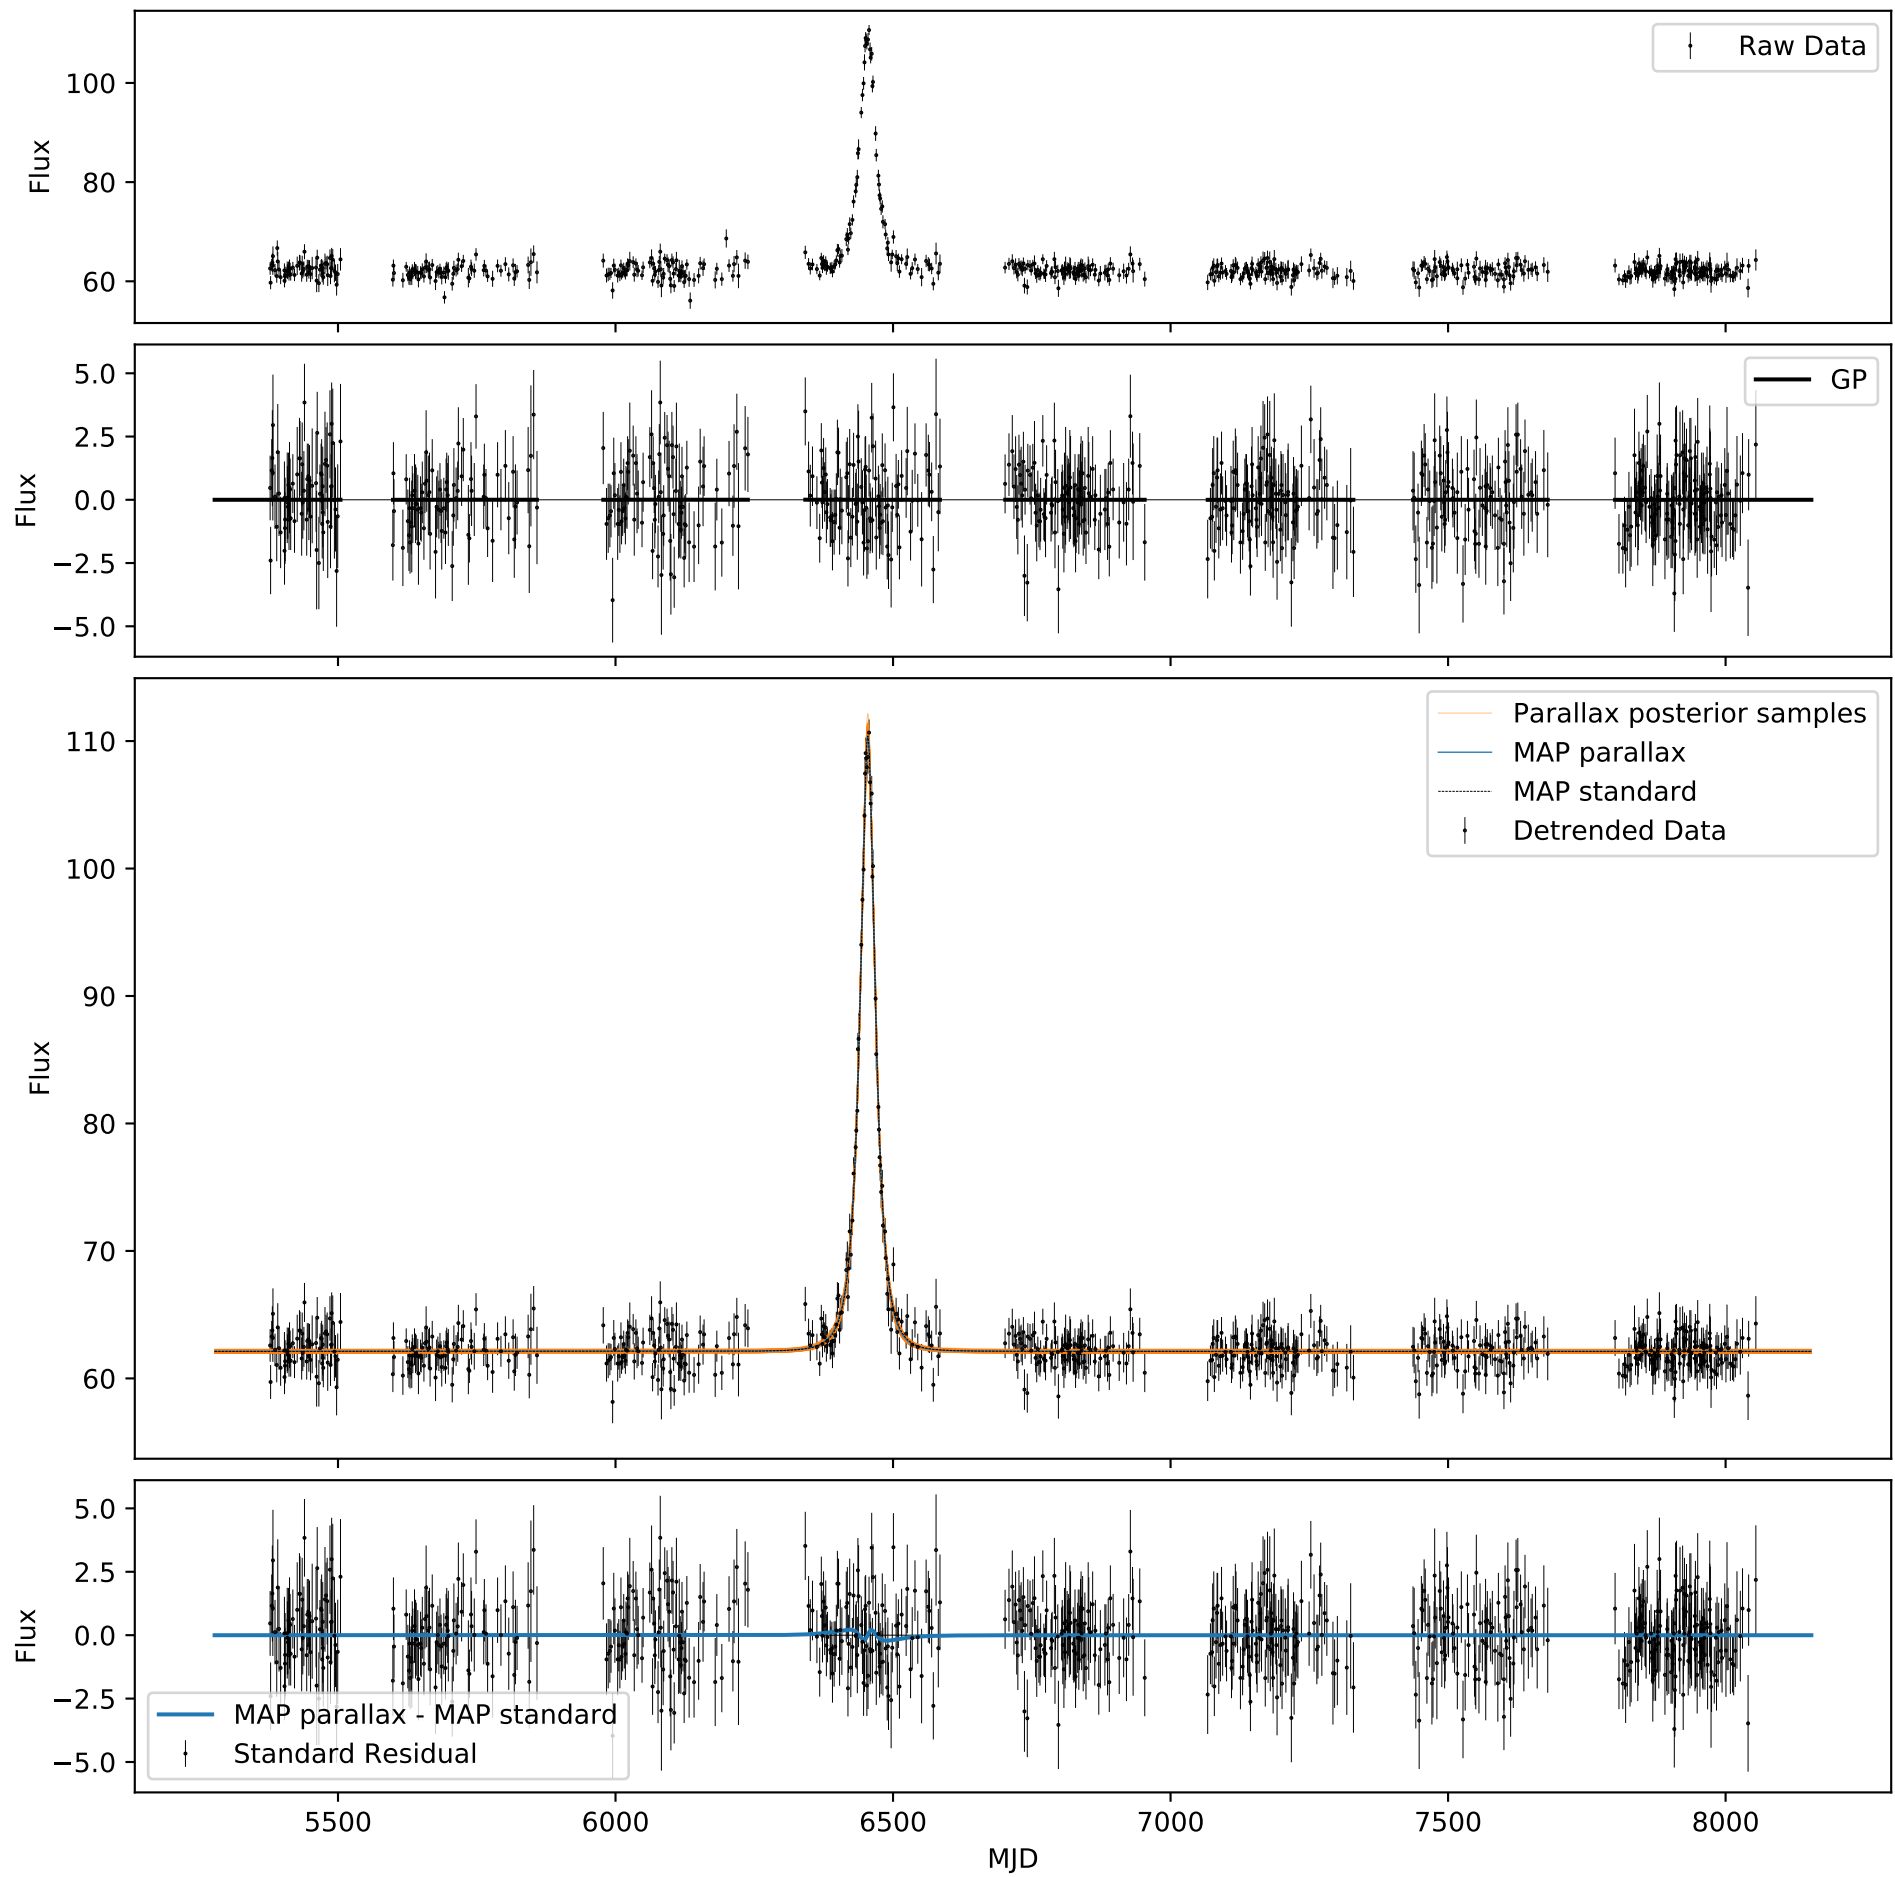 Raw Data
100
80
60
Flux
GP
5.0
2.5
0.0
−2.5
−5.0
Flux
Parallax posterior samples
MAP parallax
MAP standard
Detrended Data
110
100
90
80
70
60
Flux
5.0
2.5
0.0
−2.5
−5.0
Flux
MAP parallax - MAP standard
Standard Residual
5500
6000
6500
7000
7500
8000
MJD